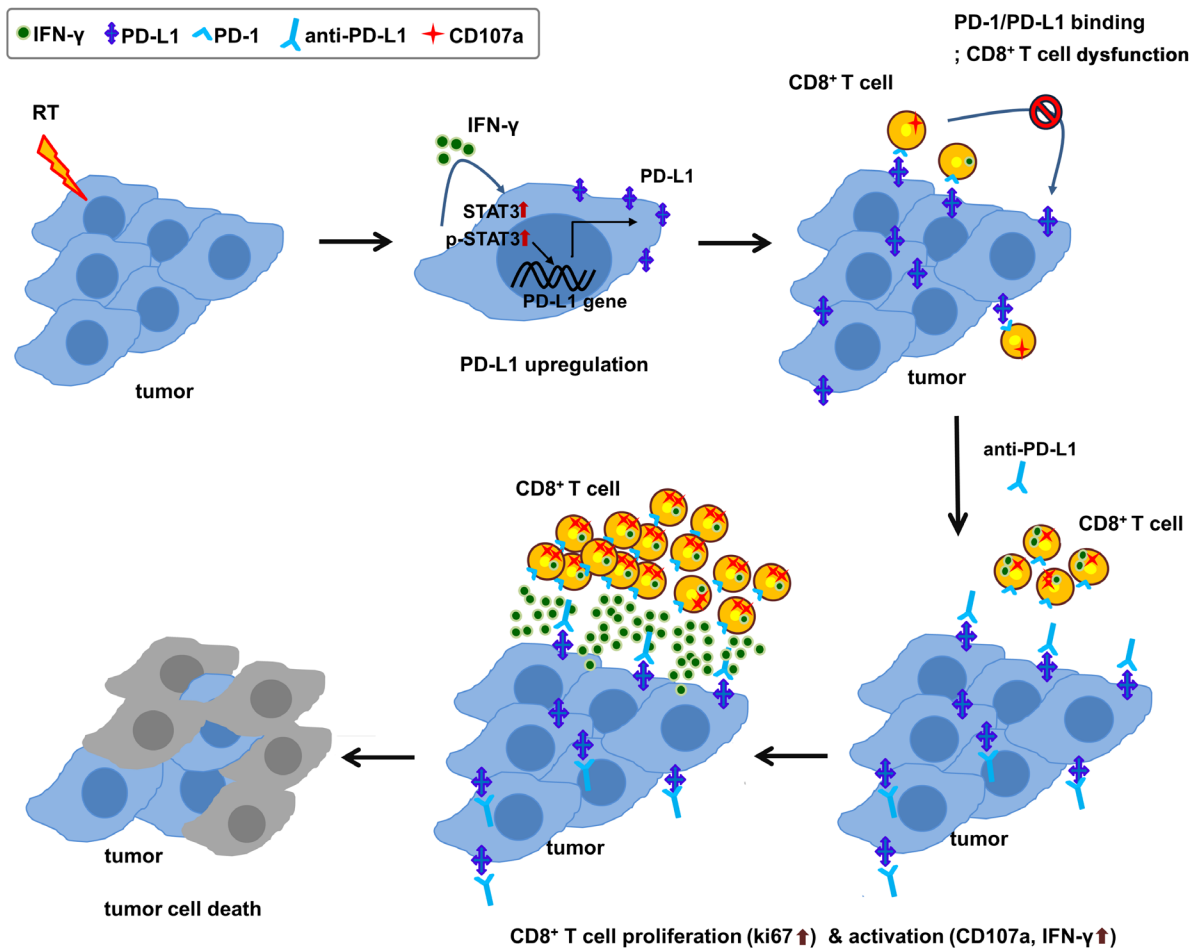 IFN-γ PD-L1 PD-1 anti-PD-L1 CD107a
PD-1/PD-L1 binding
; CD8⁺ T cell dysfunction
CD8⁺ T cell
RT
IFN-γ
PD-L1
STAT3
p-STAT3
PD-L1 gene
PD-L1 upregulation
tumor
tumor
anti-PD-L1
CD8⁺ T cell
CD8⁺ T cell
tumor
tumor
tumor
tumor cell death
CD8⁺ T cell proliferation (ki67⬆) & activation (CD107a, IFN-γ⬆)